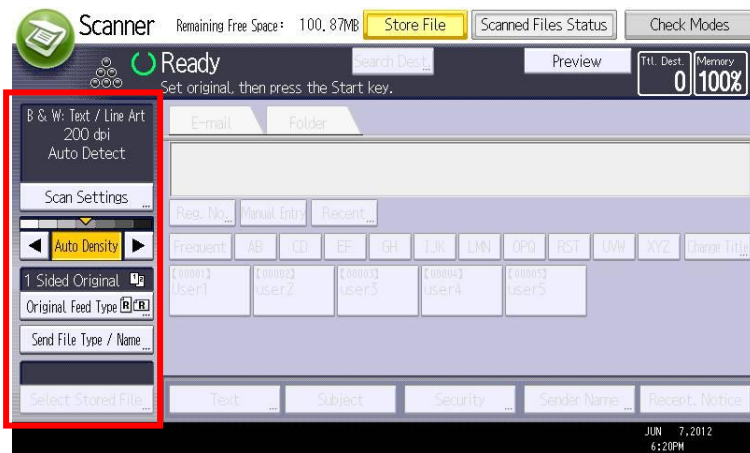 Scanner
Remaining Free Space: 100.87MB
Store File
Scanned Files Status
Check Modes
Ready
Search Dest.
Preview
Ttl. Dest.
0
Memory
100%
Set original, then press the Start key.
B & W: Text / Line Art
200 dpi
Auto Detect
Scan Settings
Auto Density
1 Sided Original
Original Feed Type
Send File Type / Name
Select Stored File
E-mail
Folder
Reg. No.
Manual Entry
Recent
Frequent
AB
CD
EF
GH
IJK
LMN
OPQ
RST
UVW
XYZ
Change Title
[00001]
User1
[00002]
user2
[00003]
user3
[00004]
user4
[00005]
user5
Text
Subject
Security
Sender Name
Recept. Notice
JUN 7,2012
6:20PM